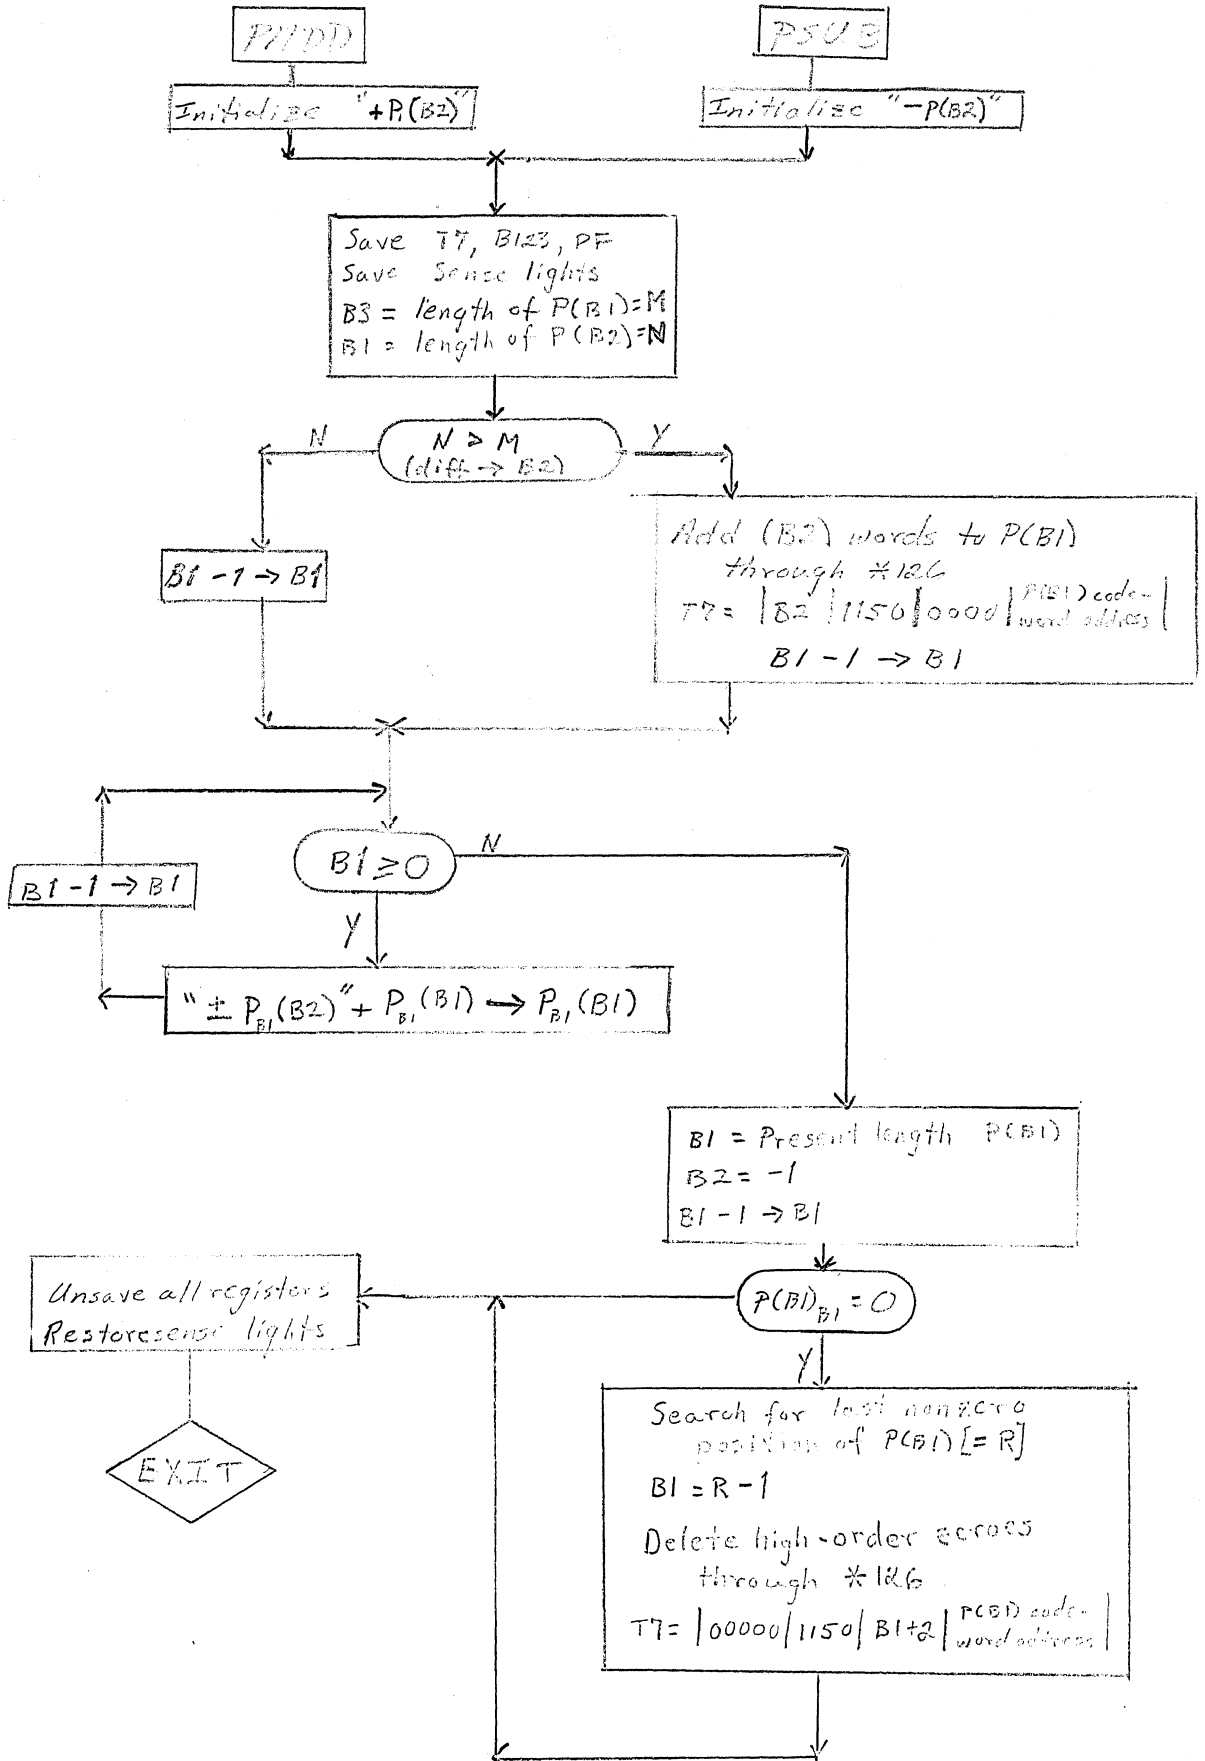 PADD
PSUB
Initialize "+P(B2)"
Initialize "-P(B2)"
Save T7, B123, PF
Save Sense lights
B3 = length of P(B1)=M
B1 = length of P(B2)=N
N > M
(diff → B2)
N
Y
B1 - 1 → B1
Add (B2) words to P(B1)
through *126
T7 = |B2|1150|0000| P(B1) code-
word address|
B1 - 1 → B1
B1 ≥ 0
N
Y
B1 - 1 → B1
"± P_B1(B2)" + P_B1(B1) → P_B1(B1)
B1 = Present length P(B1)
B2 = -1
B1 - 1 → B1
P(B1)_B1 = 0
Y
Unsave all registers
Restore sense lights
EXIT
Search for last nonzero
position of P(B1) [= R]
B1 = R - 1
Delete high-order zeroes
through *126
T7 = |00000|1150| B1+2| P(B1) code-
word address|